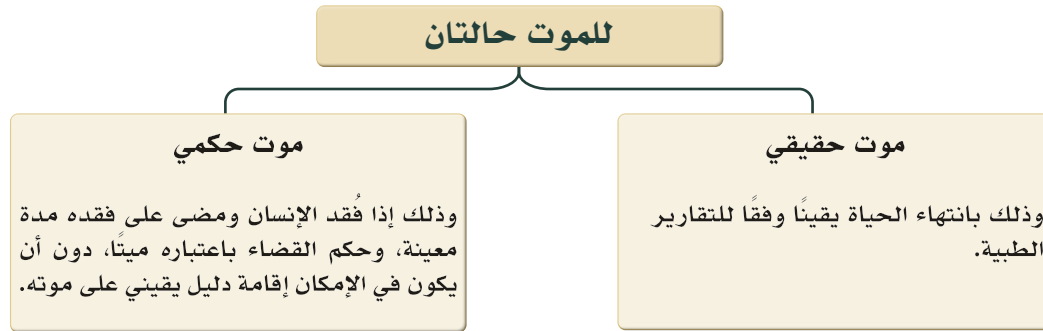 للموت حالتان
موت حقيقي
وذلك بانتهاء الحياة يقينًا وفقًا للتقارير
الطبية.
موت حكمي
وذلك إذا فُقد الإنسان ومضى على فقده مدة
معينة، وحكم القضاء باعتباره ميتًا، دون أن
يكون في الإمكان إقامة دليل يقيني على موته.